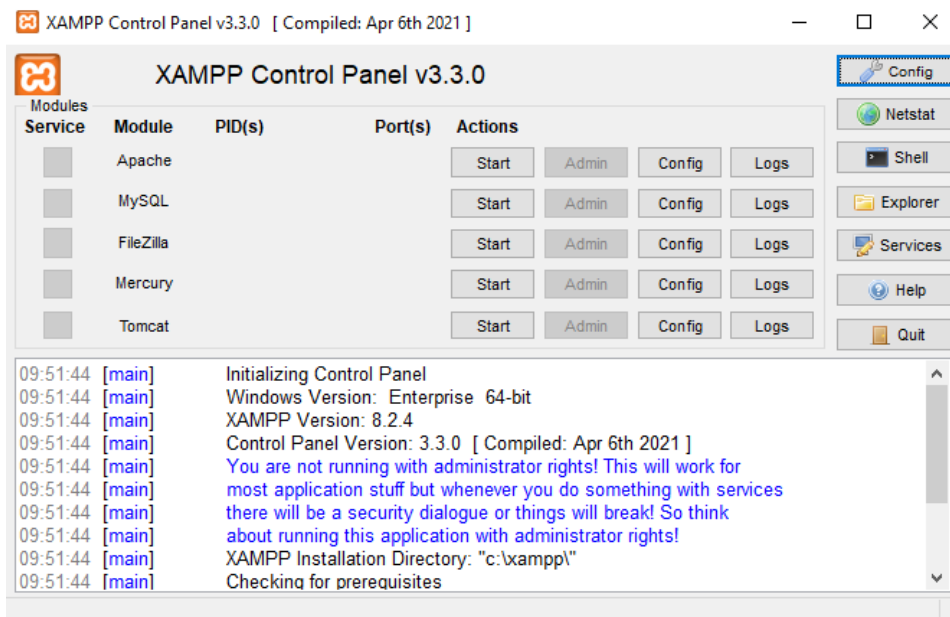 XAMPP Control Panel v3.3.0 [ Compiled: Apr 6th 2021 ]
XAMPP Control Panel v3.3.0
Config
Modules
Service Module PID(s) Port(s) Actions
Netstat
Apache Start Admin Config Logs
Shell
MySQL Start Admin Config Logs
Explorer
FileZilla Start Admin Config Logs
Services
Mercury Start Admin Config Logs
Help
Tomcat Start Admin Config Logs
Quit
09:51:44 [main] Initializing Control Panel
09:51:44 [main] Windows Version: Enterprise 64-bit
09:51:44 [main] XAMPP Version: 8.2.4
09:51:44 [main] Control Panel Version: 3.3.0 [ Compiled: Apr 6th 2021 ]
09:51:44 [main] You are not running with administrator rights! This will work for
09:51:44 [main] most application stuff but whenever you do something with services
09:51:44 [main] there will be a security dialogue or things will break! So think
09:51:44 [main] about running this application with administrator rights!
09:51:44 [main] XAMPP Installation Directory: "c:\xampp\"
09:51:44 [main] Checking for prerequisites